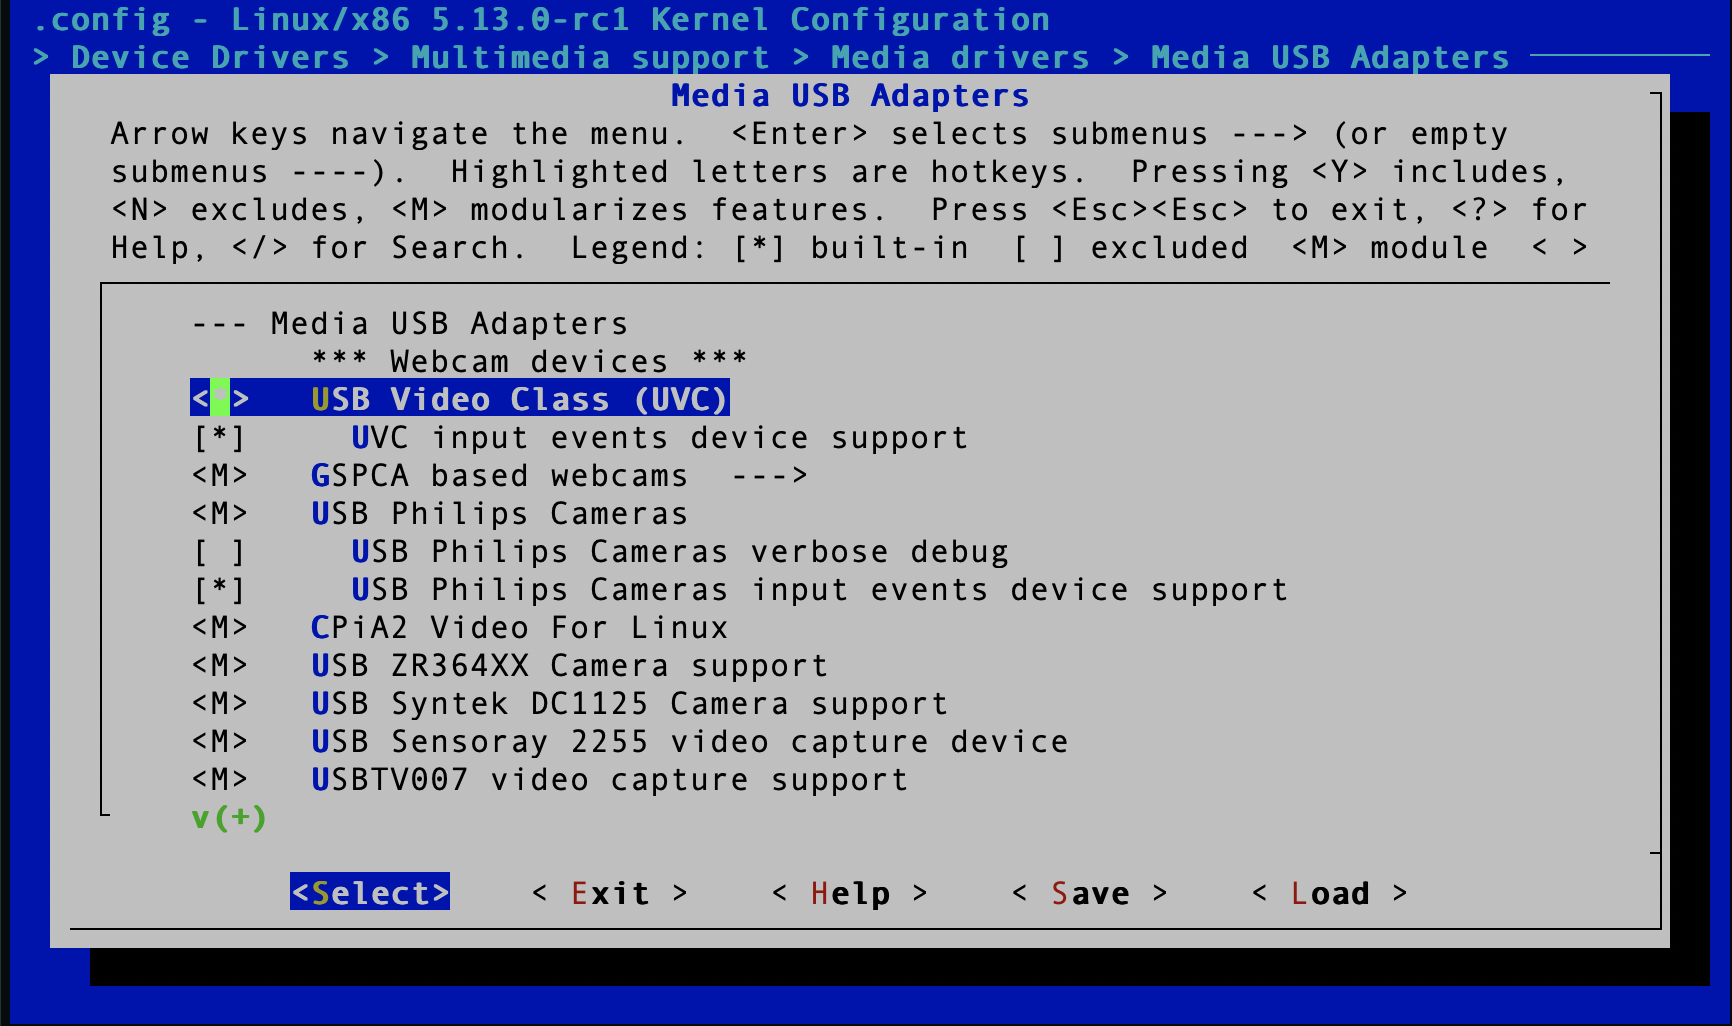 .config - Linux/x86 5.13.0-rc1 Kernel Configuration
> Device Drivers > Multimedia support > Media drivers > Media USB Adapters
Media USB Adapters
Arrow keys navigate the menu.  <Enter> selects submenus ---> (or empty
submenus ----).  Highlighted letters are hotkeys.  Pressing <Y> includes,
<N> excludes, <M> modularizes features.  Press <Esc><Esc> to exit, <?> for
Help, </> for Search.  Legend: [*] built-in  [ ] excluded  <M> module  < >
--- Media USB Adapters
*** Webcam devices ***
<*>   USB Video Class (UVC)
[*]     UVC input events device support
<M>   GSPCA based webcams  --->
<M>   USB Philips Cameras
[ ]     USB Philips Cameras verbose debug
[*]     USB Philips Cameras input events device support
<M>   CPiA2 Video For Linux
<M>   USB ZR364XX Camera support
<M>   USB Syntek DC1125 Camera support
<M>   USB Sensoray 2255 video capture device
<M>   USBTV007 video capture support
v(+)
<Select>    < Exit >    < Help >    < Save >    < Load >